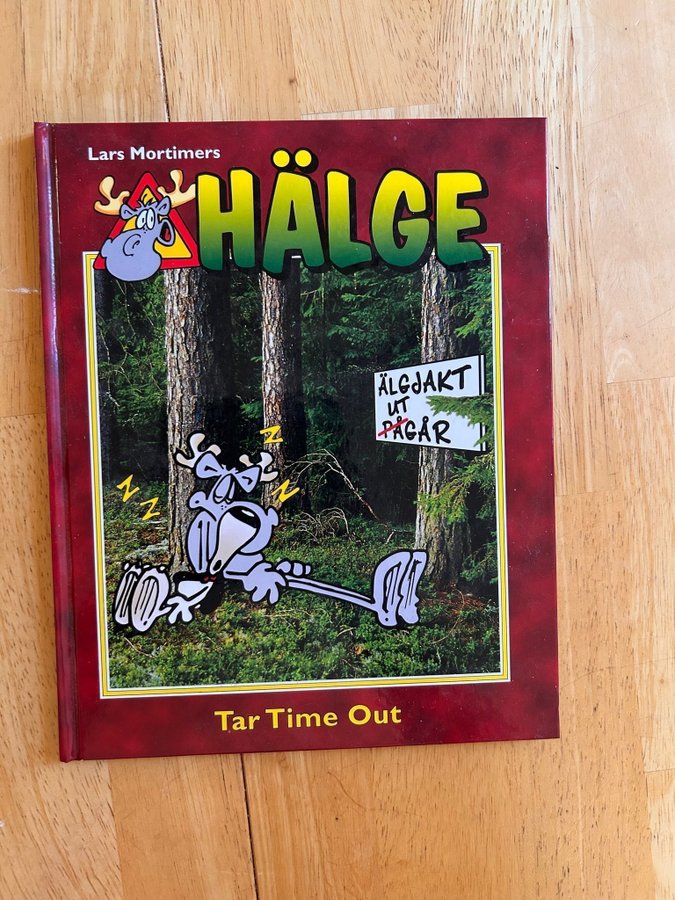 Lars Mortimers
HÄLGE
ÄLGJAKT
UT
PÅGÅR
Z
Z
Z
Z
Tar Time Out